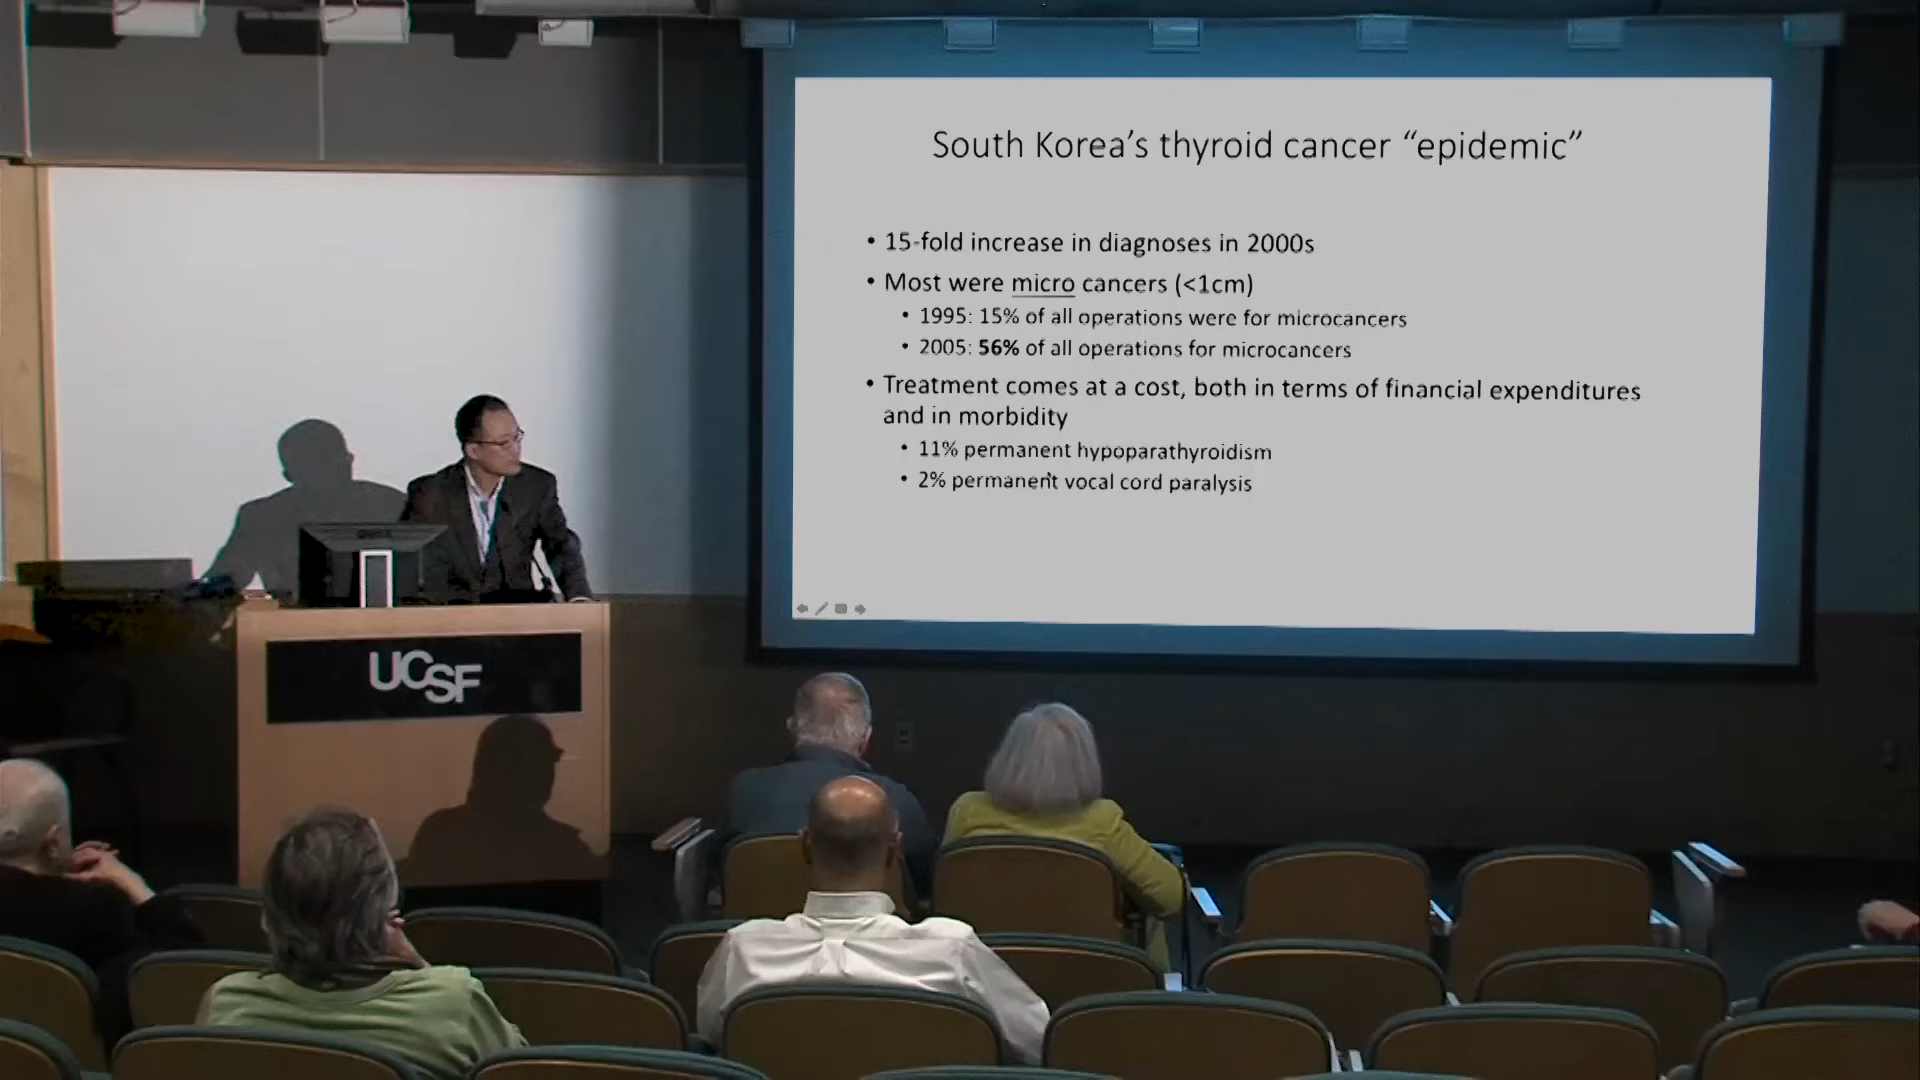 South Korea’s thyroid cancer “epidemic”
• 15-fold increase in diagnoses in 2000s
• Most were micro cancers (<1cm)
• 1995: 15% of all operations were for microcancers
• 2005: 56% of all operations for microcancers
• Treatment comes at a cost, both in terms of financial expenditures
and in morbidity
• 11% permanent hypoparathyroidism
• 2% permanent vocal cord paralysis
UCSF